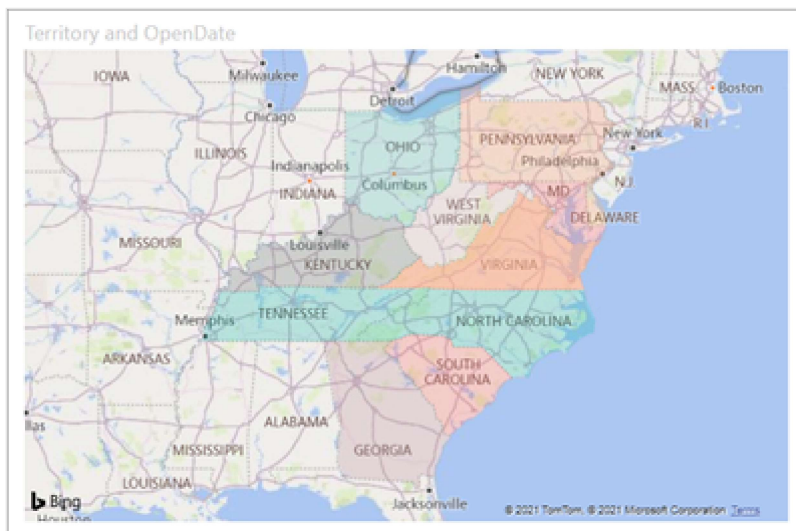 Territory and OpenDate
IOWA
Milwaukee
Hamilton
NEW YORK
MASS
Boston
Detroit
Chicago
R I
ILLINOIS
OHIO
PENNSYLVANIA
New York
Indianapolis
Philadelphia
INDIANA
Columbus
MD
N.J.
WEST
VIRGINIA
DELAWARE
MISSOURI
Louisville
KENTUCKY
VIRGINIA
TENNESSEE
NORTH CAROLINA
Memphis
ARKANSAS
SOUTH
CAROLINA
ALABAMA
MISSISSIPPI
GEORGIA
LOUISIANA
Bing
Jacksonville
© 2021 TomTom, © 2021 Microsoft Corporation Terms
Houston